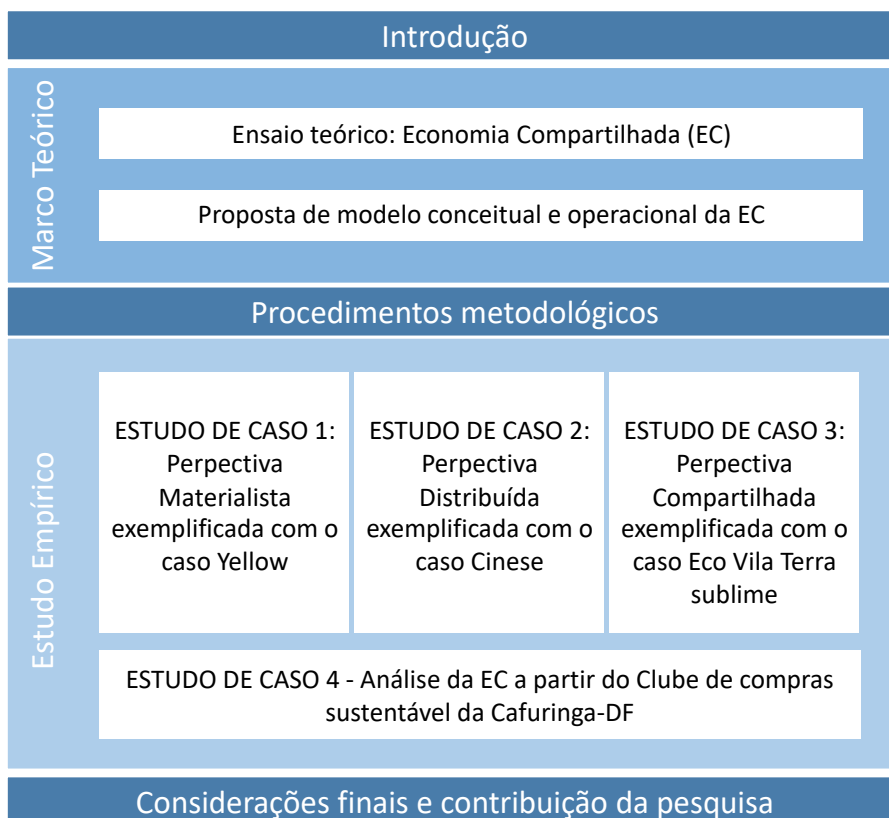 Introdução
Marco Teórico
Ensaio teórico: Economia Compartilhada (EC)
Proposta de modelo conceitual e operacional da EC
Procedimentos metodológicos
Estudo Empírico
ESTUDO DE CASO 1:
Perpectiva
Materialista
exemplificada com o
caso Yellow
ESTUDO DE CASO 2:
Perpectiva
Distribuída
exemplificada com o
caso Cinese
ESTUDO DE CASO 3:
Perpectiva
Compartilhada
exemplificada com o
caso Eco Vila Terra
sublime
ESTUDO DE CASO 4 - Análise da EC a partir do Clube de compras
sustentável da Cafuringa-DF
Considerações finais e contribuição da pesquisa